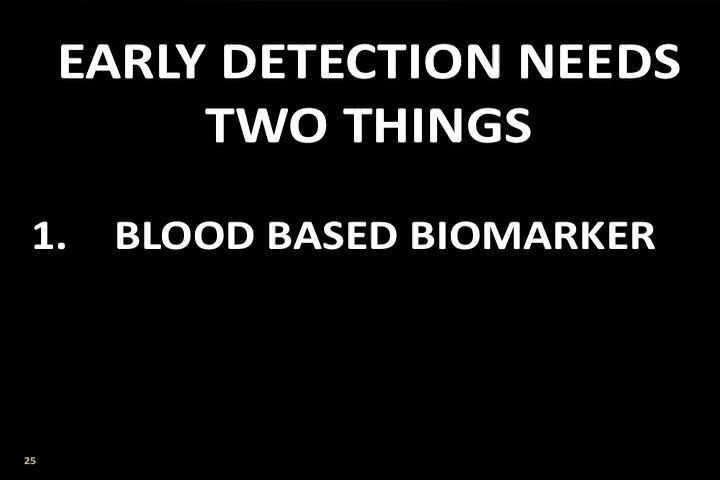 EARLY DETECTION NEEDS
TWO THINGS
1. BLOOD BASED BIOMARKER
25